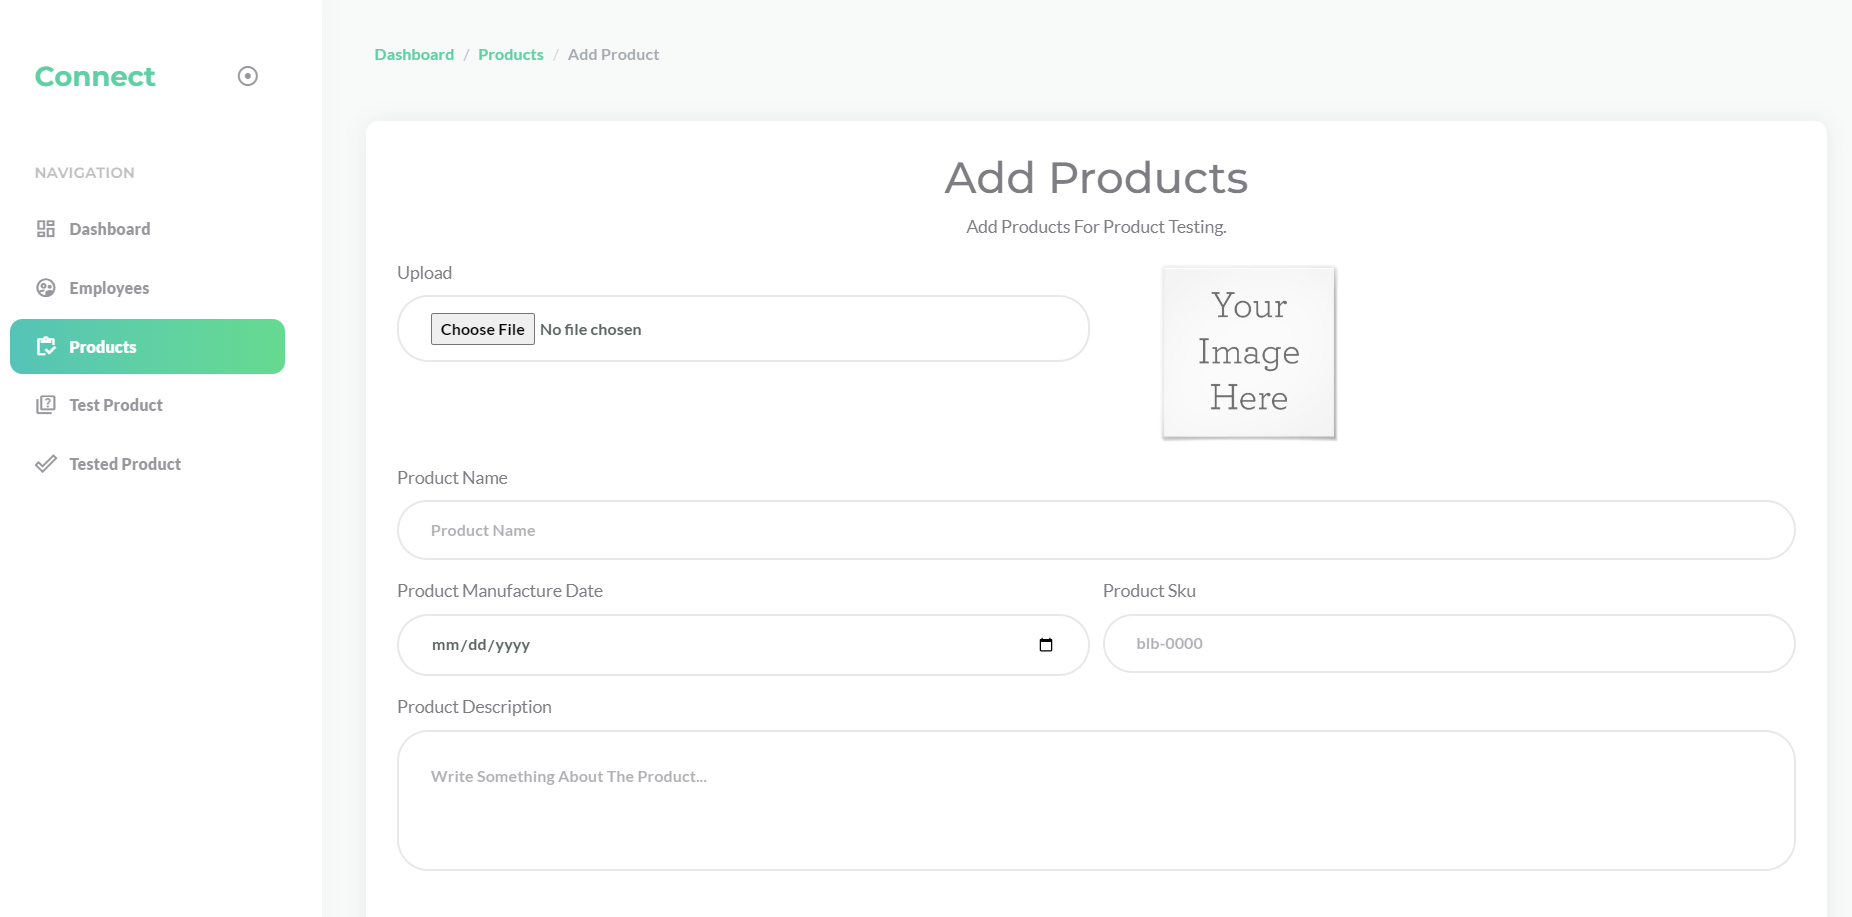 Connect
NAVIGATION
Dashboard
Employees
Products
Test Product
Tested Product
Dashboard / Products / Add Product
Add Products
Add Products For Product Testing.
Upload
Choose File No file chosen
Your
Image
Here
Product Name
Product Name
Product Manufacture Date
mm/dd/yyyy
Product Sku
blb-0000
Product Description
Write Something About The Product...